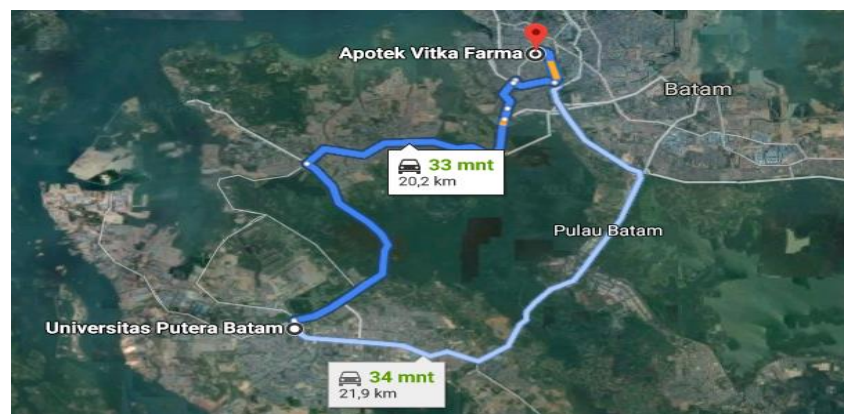 Apotek Vitka Farma
Batam
33 mnt
20,2 km
Pulau Batam
Universitas Putera Batam
34 mnt
21,9 km